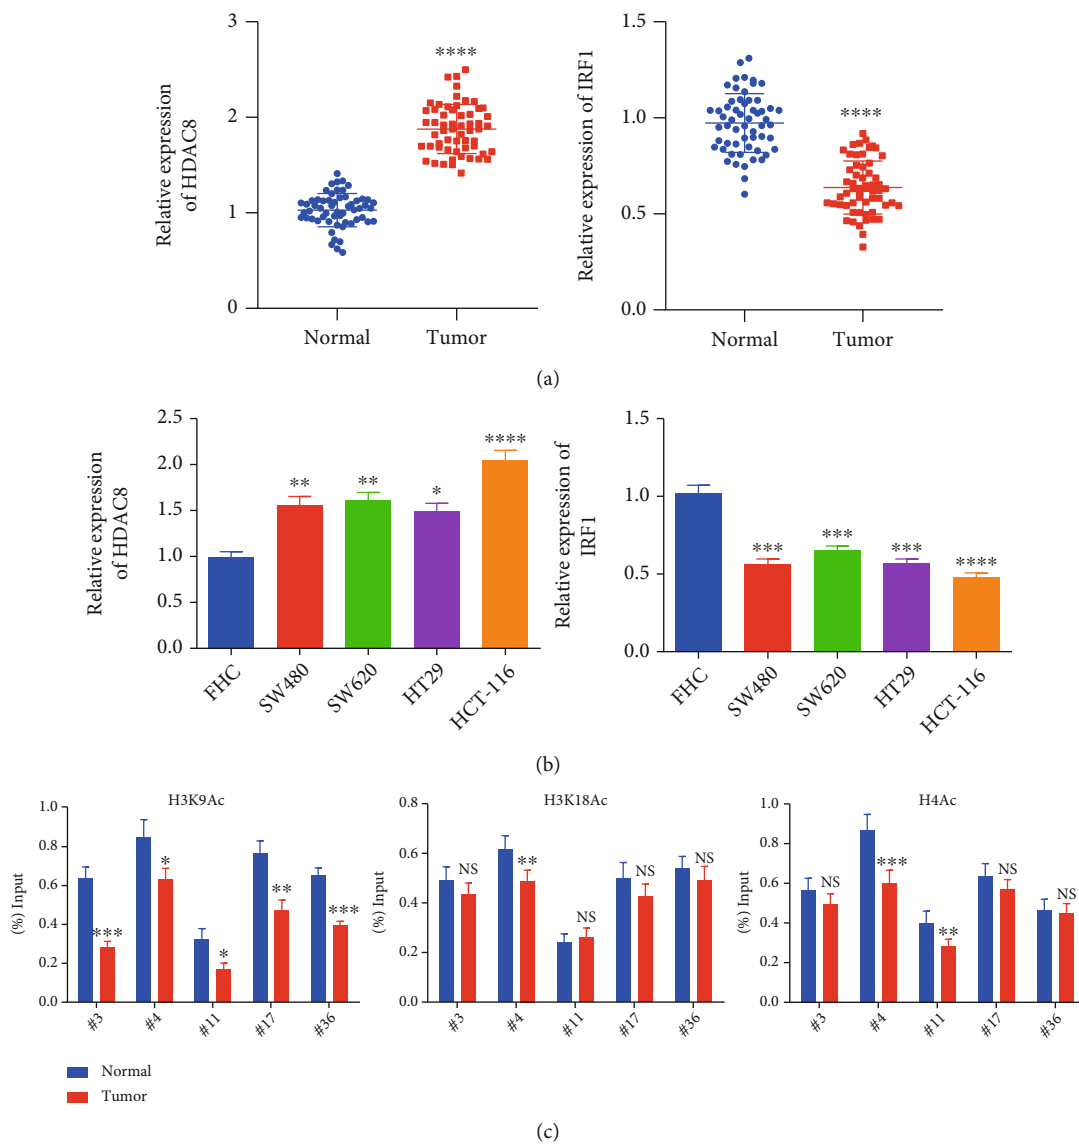 Relative expression
of HDAC8
3
2
1
0
****
Normal
Tumor
Relative expression of IRF1
1.5
1.0
0.5
0.0
****
Normal
Tumor
(a)
Relative expression
of HDAC8
2.5
2.0
1.5
1.0
0.5
0.0
**
**
*
****
FHC
SW480
SW620
HT29
HCT-116
Relative expression of
IRF1
1.5
1.0
0.5
0.0
***
***
***
****
FHC
SW480
SW620
HT29
HCT-116
(b)
H3K9Ac
(%) Input
1.0
0.8
0.6
0.4
0.2
0.0
***
*
*
**
***
#3
#4
#11
#17
#36
H3K18Ac
(%) Input
0.8
0.6
0.4
0.2
0.0
NS
**
NS
NS
NS
#3
#4
#11
#17
#36
H4Ac
(%) Input
1.0
0.8
0.6
0.4
0.2
0.0
NS
***
**
NS
NS
#3
#4
#11
#17
#36
Normal
Tumor
(c)